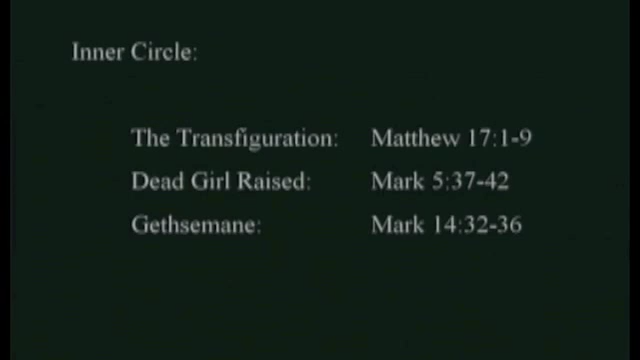 Inner Circle:
The Transfiguration: Matthew 17:1-9
Dead Girl Raised: Mark 5:37-42
Gethsemane: Mark 14:32-36